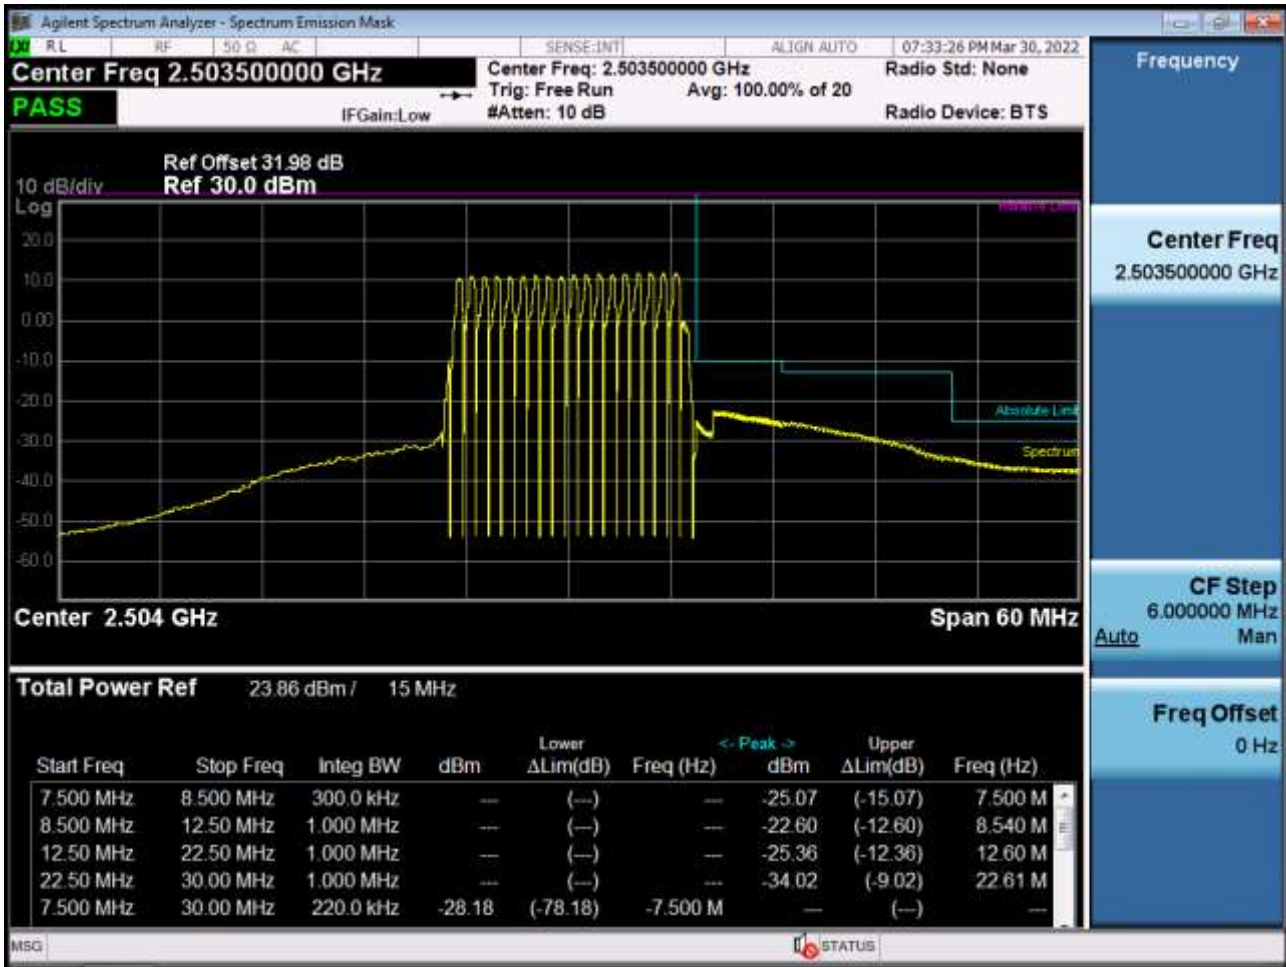 Agilent Spectrum Analyzer - Spectrum Emission Mask
RL RF 50 Ω AC SENSE:INT ALIGN AUTO 07:33:26 PM Mar 30, 2022
Center Freq 2.503500000 GHz
Center Freq: 2.503500000 GHz Radio Std: None
Trig: Free Run Avg: 100.00% of 20
PASS
IFGain:Low #Atten: 10 dB Radio Device: BTS
Ref Offset 31.98 dB
10 dB/div Ref 30.0 dBm
Log
20.0
10.0
0.00
-10.0
-20.0
-30.0
-40.0
-50.0
-60.0
Absolute Limit
Spectrum
Center 2.504 GHz Span 60 MHz
Total Power Ref 23.86 dBm / 15 MHz
Lower <- Peak -> Upper
Start Freq Stop Freq Integ BW dBm ΔLim(dB) Freq (Hz) dBm ΔLim(dB) Freq (Hz)
7.500 MHz 8.500 MHz 300.0 kHz --- (---) --- -25.07 (-15.07) 7.500 M
8.500 MHz 12.50 MHz 1.000 MHz --- (---) --- -22.60 (-12.60) 8.540 M
12.50 MHz 22.50 MHz 1.000 MHz --- (---) --- -25.36 (-12.36) 12.60 M
22.50 MHz 30.00 MHz 1.000 MHz --- (---) --- -34.02 (-9.02) 22.61 M
7.500 MHz 30.00 MHz 220.0 kHz -28.18 (-78.18) -7.500 M --- (---) ---
MSG STATUS
Frequency
Center Freq
2.503500000 GHz
CF Step
6.000000 MHz
Auto Man
Freq Offset
0 Hz